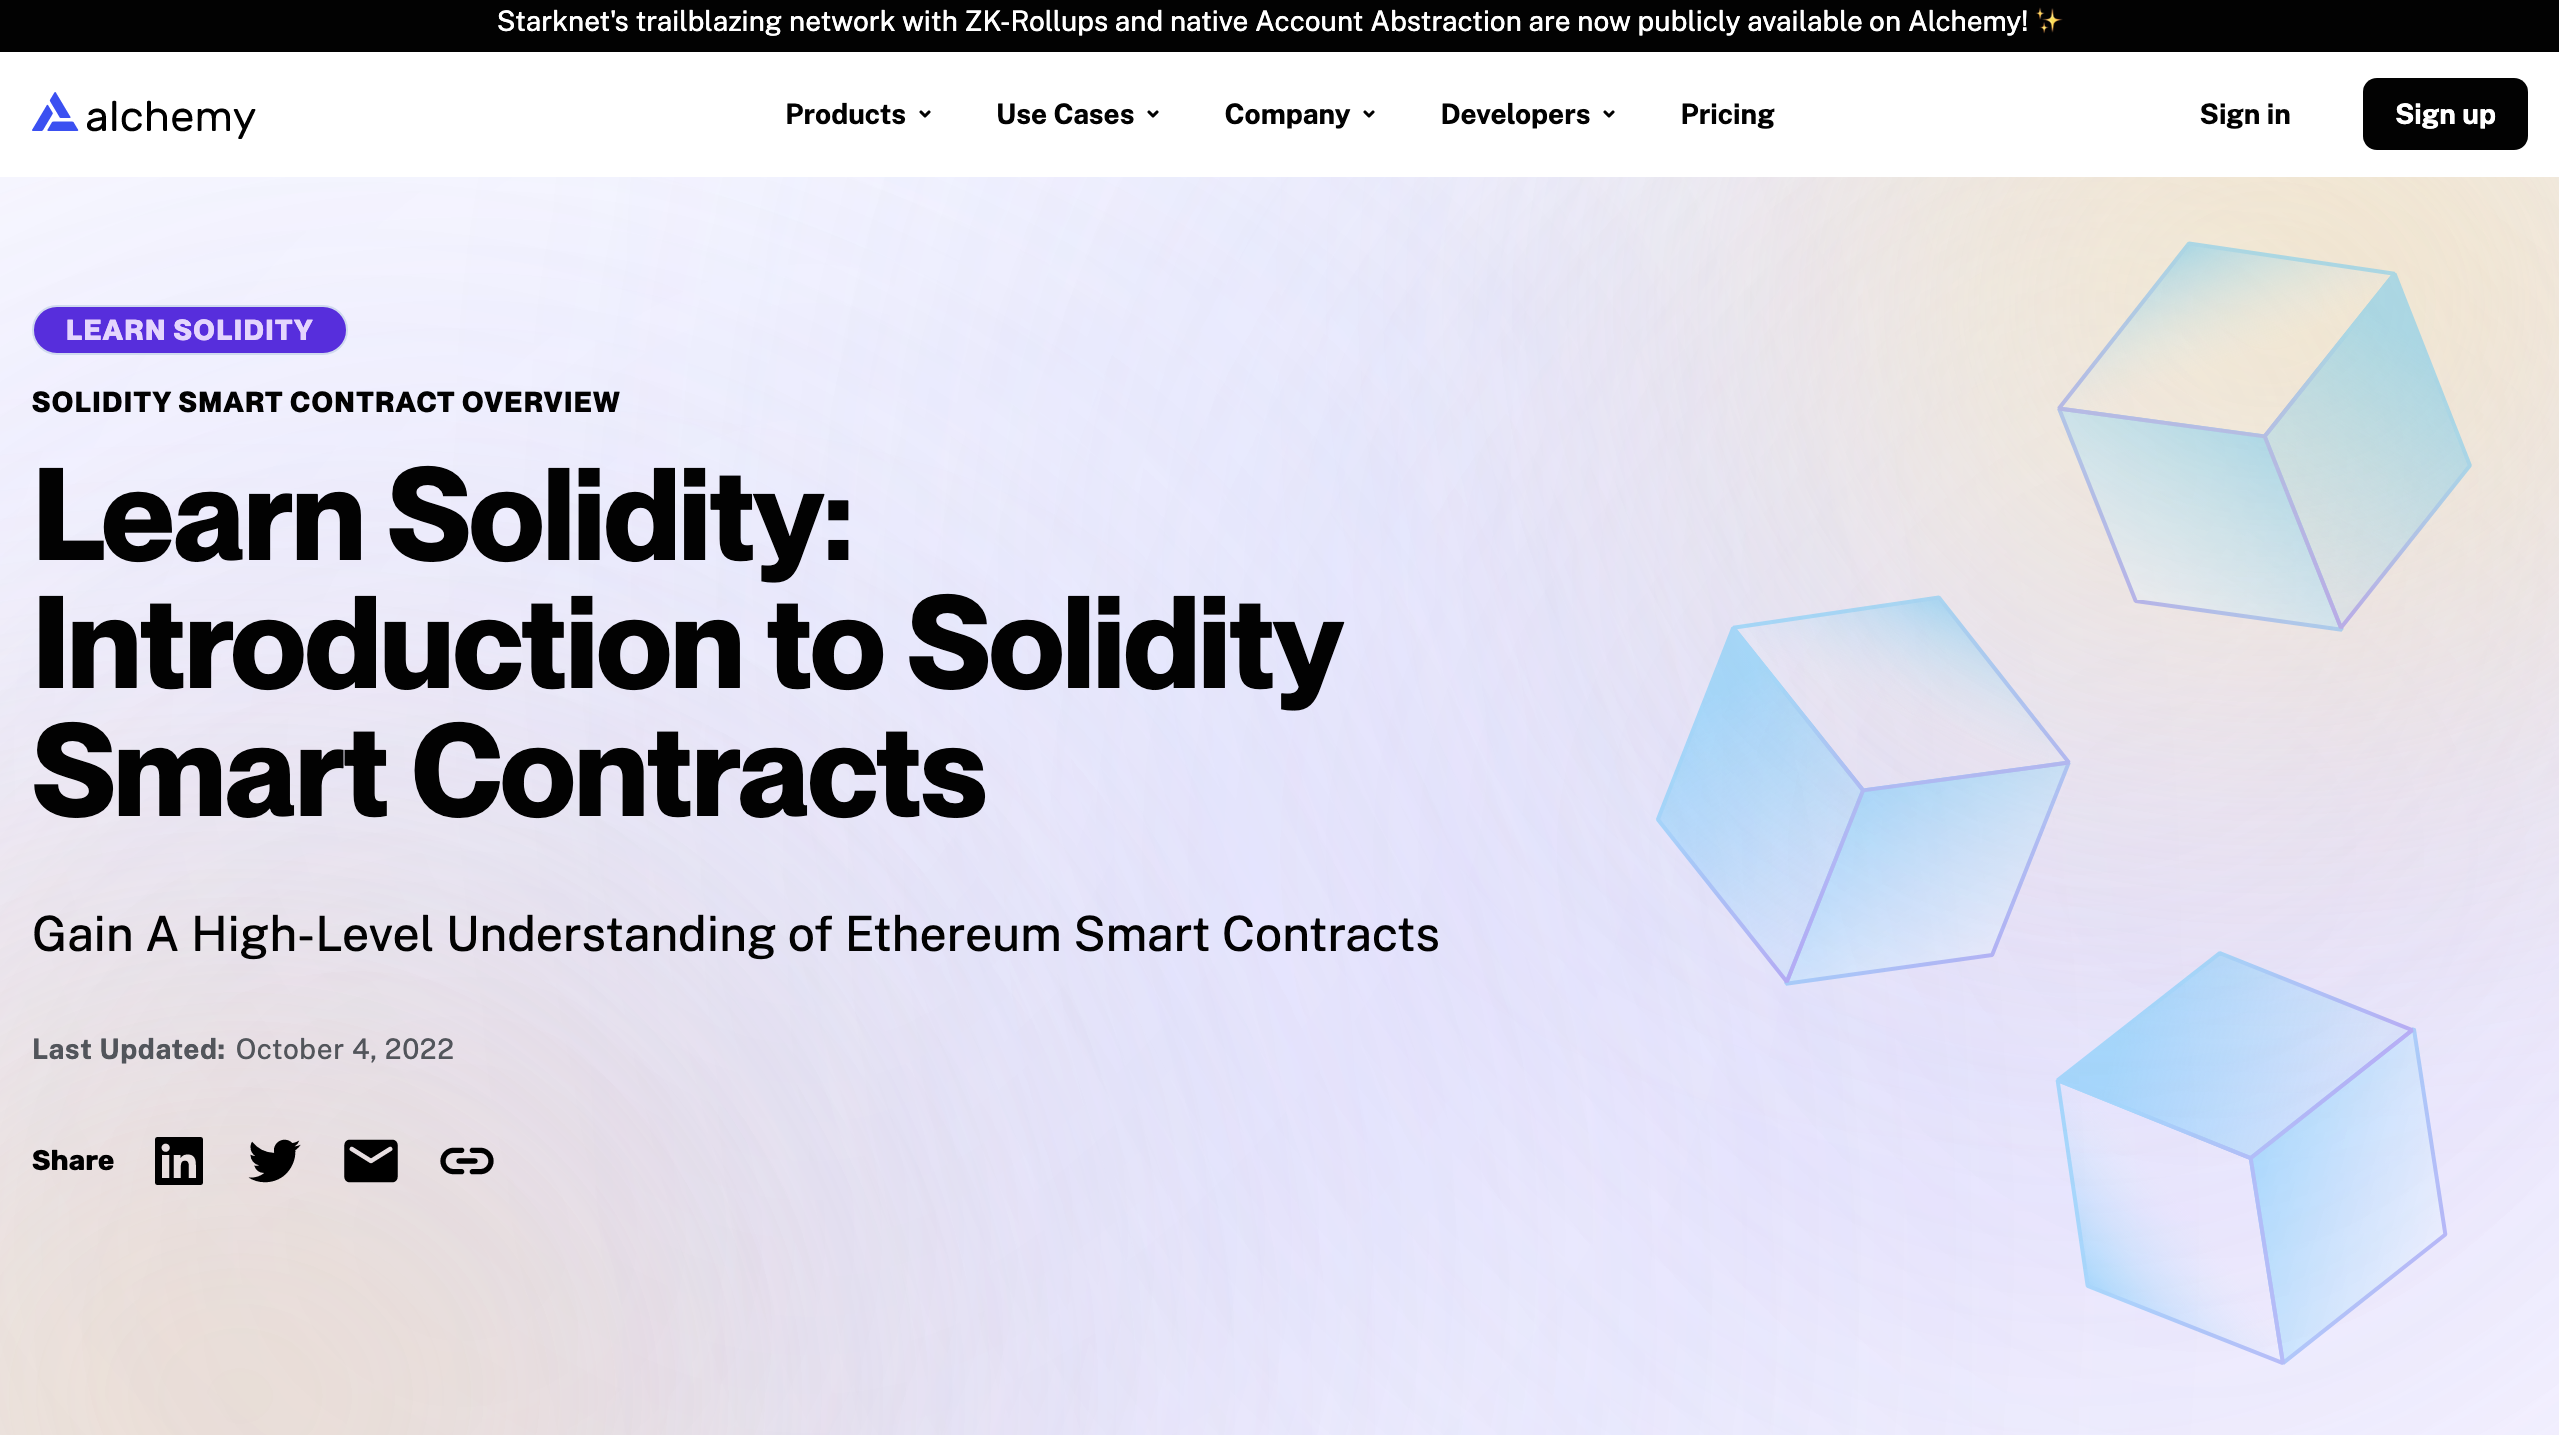 Starknet's trailblazing network with ZK-Rollups and native Account Abstraction are now publicly available on Alchemy! ✨
alchemy
Products
Use Cases
Company
Developers
Pricing
Sign in
Sign up
LEARN SOLIDITY
SOLIDITY SMART CONTRACT OVERVIEW
Learn Solidity:
Introduction to Solidity
Smart Contracts
Gain A High-Level Understanding of Ethereum Smart Contracts
Last Updated: October 4, 2022
Share